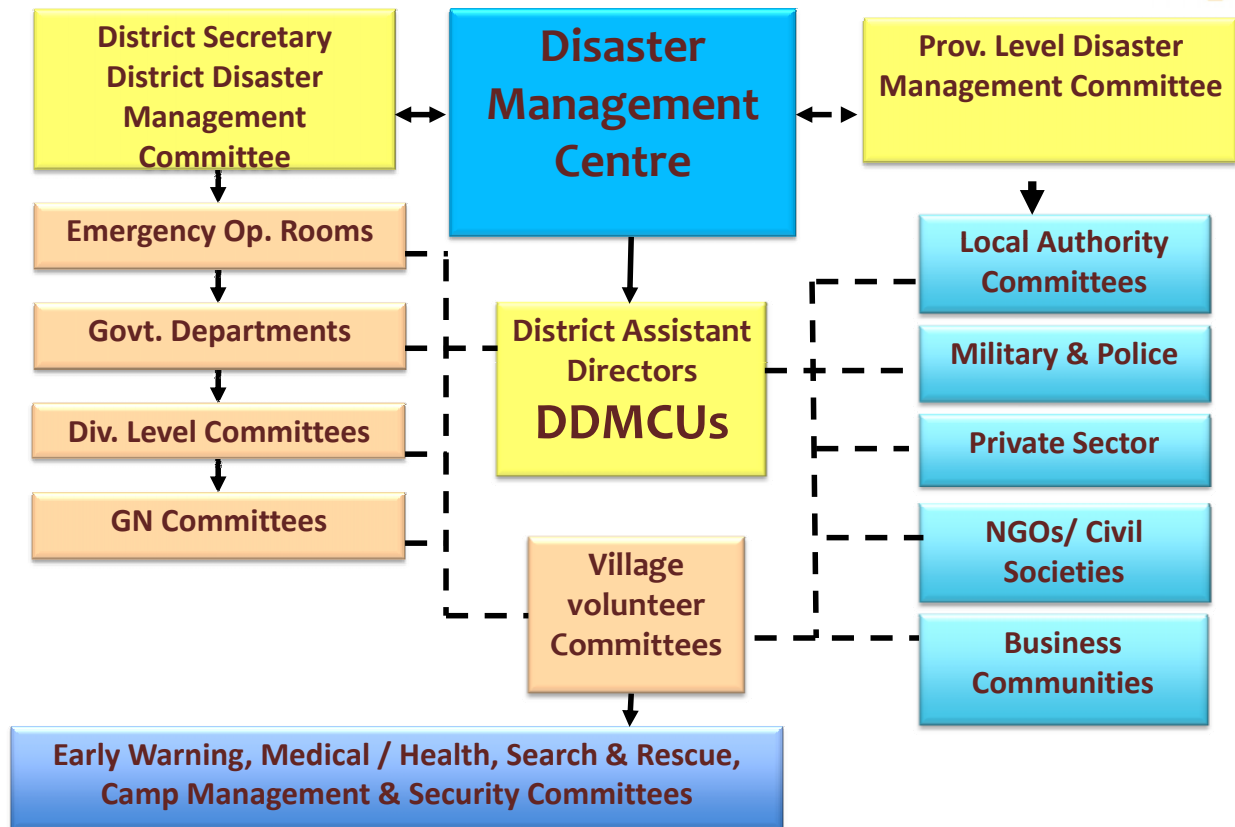 District Secretary
District Disaster
Management
Committee
Disaster
Management
Centre
Prov. Level Disaster
Management Committee
Emergency Op. Rooms
Govt. Departments
Div. Level Committees
GN Committees
District Assistant
Directors
DDMCUs
Village
volunteer
Committees
Local Authority
Committees
Military & Police
Private Sector
NGOs/ Civil
Societies
Business
Communities
Early Warning, Medical / Health, Search & Rescue,
Camp Management & Security Committees